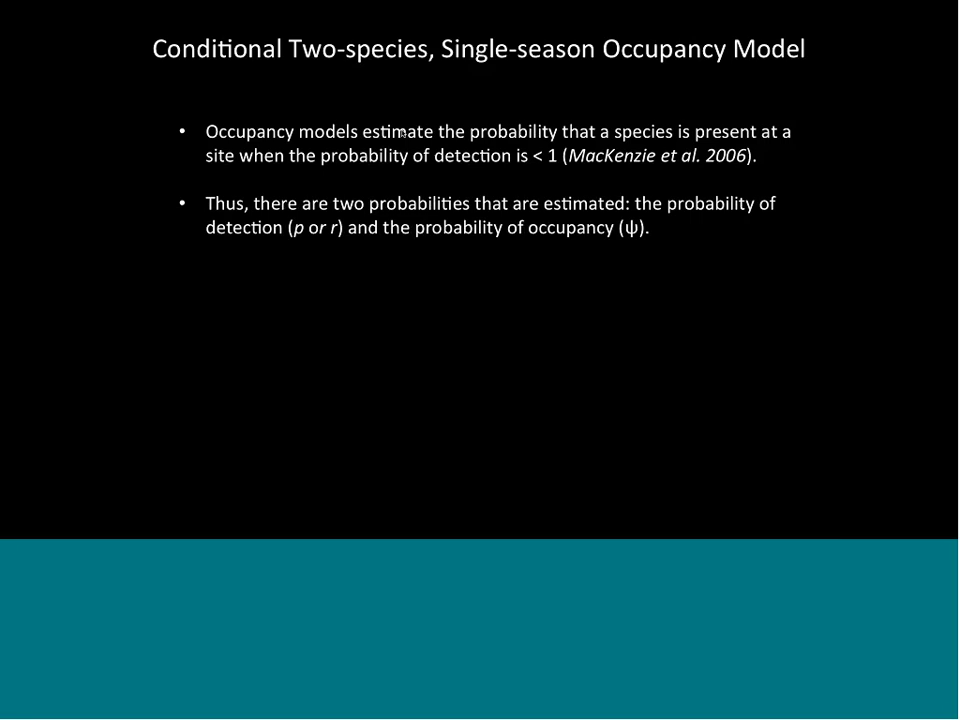 Conditional Two-species, Single-season Occupancy Model
• Occupancy models estimate the probability that a species is present at a
site when the probability of detection is < 1 (MacKenzie et al. 2006).
• Thus, there are two probabilities that are estimated: the probability of
detection (p or r) and the probability of occupancy (ψ).